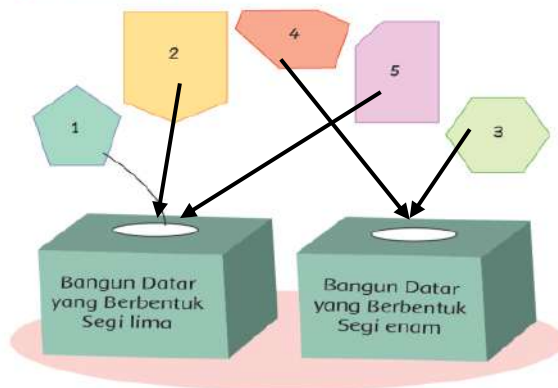 4
2
5
1
3
Bangun Datar
yang Berbentuk
Segi lima
Bangun Datar
yang Berbentuk
Segi enam